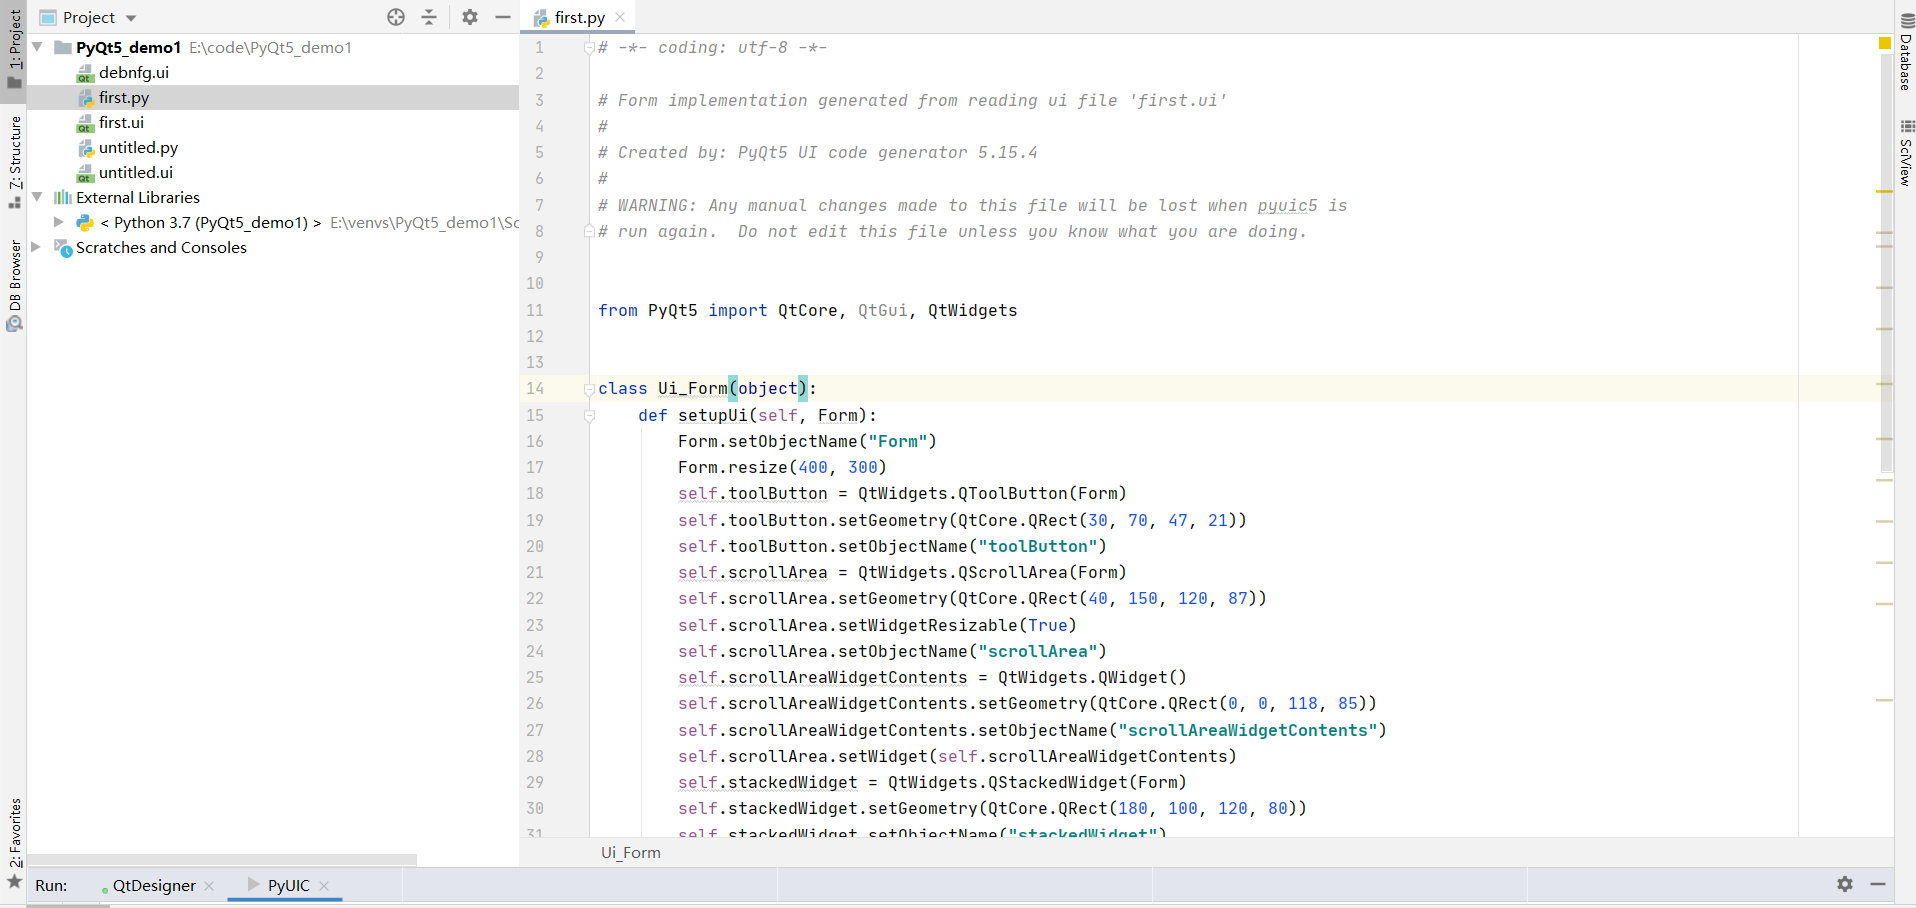 Project
first.py
1: Project
7: Structure
DB Browser
2: Favorites
PyQt5_demo1 E:\code\PyQt5_demo1
debnfg.ui
first.py
first.ui
untitled.py
untitled.ui
External Libraries
< Python 3.7 (PyQt5_demo1) > E:\venvs\PyQt5_demo1\Sc
Scratches and Consoles
1 # -*- coding: utf-8 -*-
2
3 # Form implementation generated from reading ui file 'first.ui'
4 #
5 # Created by: PyQt5 UI code generator 5.15.4
6 #
7 # WARNING: Any manual changes made to this file will be lost when pyuic5 is
8 # run again.  Do not edit this file unless you know what you are doing.
9
10
11 from PyQt5 import QtCore, QtGui, QtWidgets
12
13
14 class Ui_Form(object):
15     def setupUi(self, Form):
16         Form.setObjectName("Form")
17         Form.resize(400, 300)
18         self.toolButton = QtWidgets.QToolButton(Form)
19         self.toolButton.setGeometry(QtCore.QRect(30, 70, 47, 21))
20         self.toolButton.setObjectName("toolButton")
21         self.scrollArea = QtWidgets.QScrollArea(Form)
22         self.scrollArea.setGeometry(QtCore.QRect(40, 150, 120, 87))
23         self.scrollArea.setWidgetResizable(True)
24         self.scrollArea.setObjectName("scrollArea")
25         self.scrollAreaWidgetContents = QtWidgets.QWidget()
26         self.scrollAreaWidgetContents.setGeometry(QtCore.QRect(0, 0, 118, 85))
27         self.scrollAreaWidgetContents.setObjectName("scrollAreaWidgetContents")
28         self.scrollArea.setWidget(self.scrollAreaWidgetContents)
29         self.stackedWidget = QtWidgets.QStackedWidget(Form)
30         self.stackedWidget.setGeometry(QtCore.QRect(180, 100, 120, 80))
31         self.stackedWidget.setObjectName("stackedWidget")
Ui_Form
Database
SciView
Run: QtDesigner PyUIC